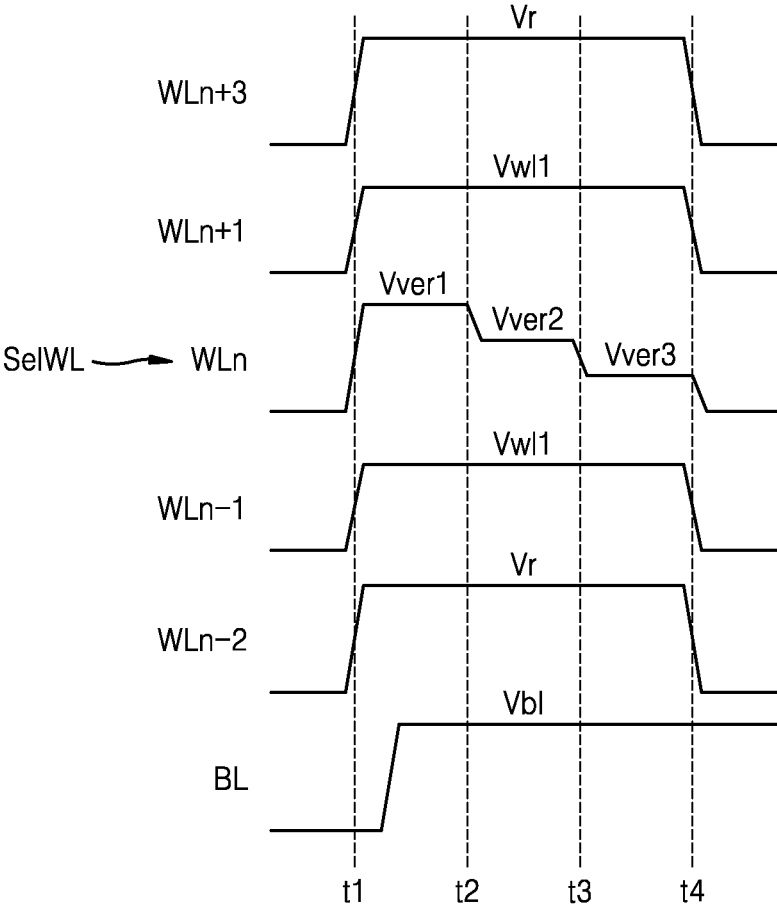 Vr
WLn+3
Vwl1
WLn+1
Vver1
Vver2
Vver3
SelWL WLn
Vwl1
WLn-1
Vr
WLn-2
Vbl
BL
t1 t2 t3 t4